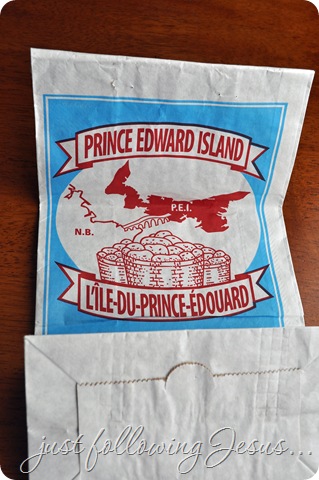 PRINCE EDWARD ISLAND
P.E.I.
N.B.
L'ÎLE-DU-PRINCE-ÉDOUARD
just following Jesus...